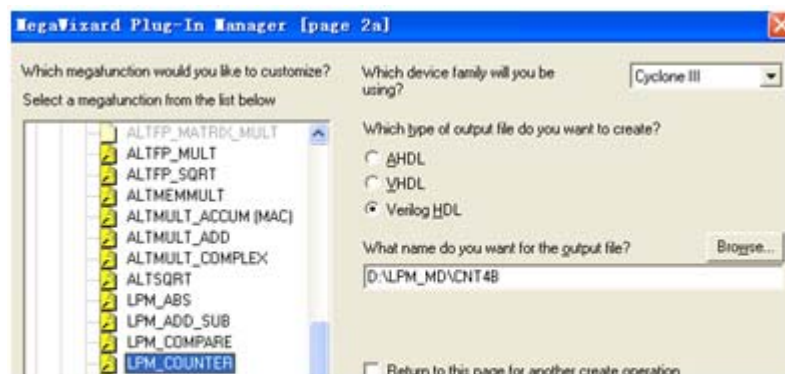 MegaWizard Plug-In Manager [page 2a]
Which megafunction would you like to customize?
Select a megafunction from the list below
ALTFP_MATRIX_MULT
ALTFP_MULT
ALTFP_SQRT
ALTMEMMULT
ALTMULT_ACCUM (MAC)
ALTMULT_ADD
ALTMULT_COMPLEX
ALTSQRT
LPM_ABS
LPM_ADD_SUB
LPM_COMPARE
LPM_COUNTER
Which device family will you be
using?
Cyclone III
Which type of output file do you want to create?
AHDL
VHDL
Verilog HDL
What name do you want for the output file?
Browse...
D:\LPM_MD\CNT4B
Return to this page for another create operation